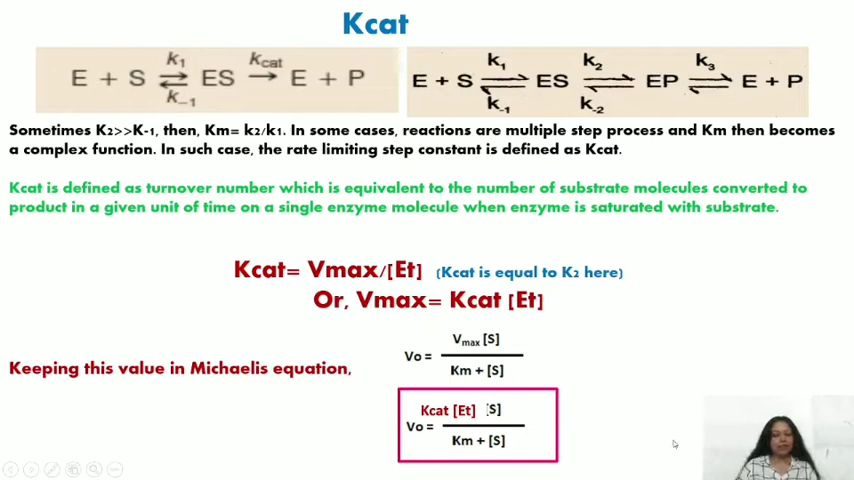 Kcat
E + S ⇌ ES → E + P
k1
kcat
k−1
E + S ⇌ ES ⇌ EP ⇌ E + P
k1 k2 k3
k-1 k-2
Sometimes K2>>K-1, then, Km= k2/k1. In some cases, reactions are multiple step process and Km then becomes
a complex function. In such case, the rate limiting step constant is defined as Kcat.
Kcat is defined as turnover number which is equivalent to the number of substrate molecules converted to
product in a given unit of time on a single enzyme molecule when enzyme is saturated with substrate.
Kcat= Vmax/[Et] (Kcat is equal to K2 here)
Or, Vmax= Kcat [Et]
Keeping this value in Michaelis equation,
Vo =
Vmax [S]
Km + [S]
Kcat [Et] [S]
Vo =
Km + [S]